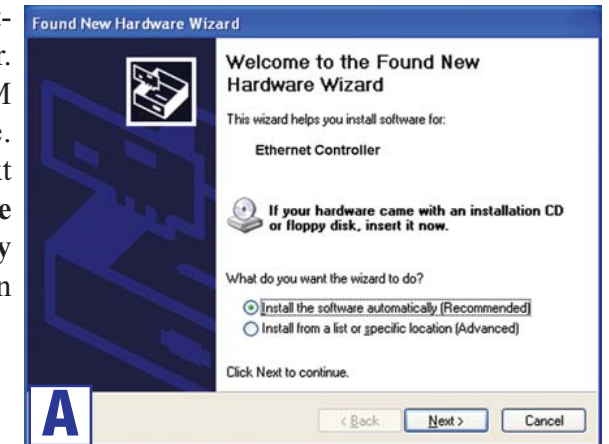 -
r.
M
e.
xt
e
y
n
Found New Hardware Wizard
Welcome to the Found New
Hardware Wizard
This wizard helps you install software for:
Ethernet Controller
If your hardware came with an installation CD
or floppy disk, insert it now.
What do you want the wizard to do?
Install the software automatically (Recommended)
Install from a list or specific location (Advanced)
Click Next to continue.
< Back Next > Cancel
A